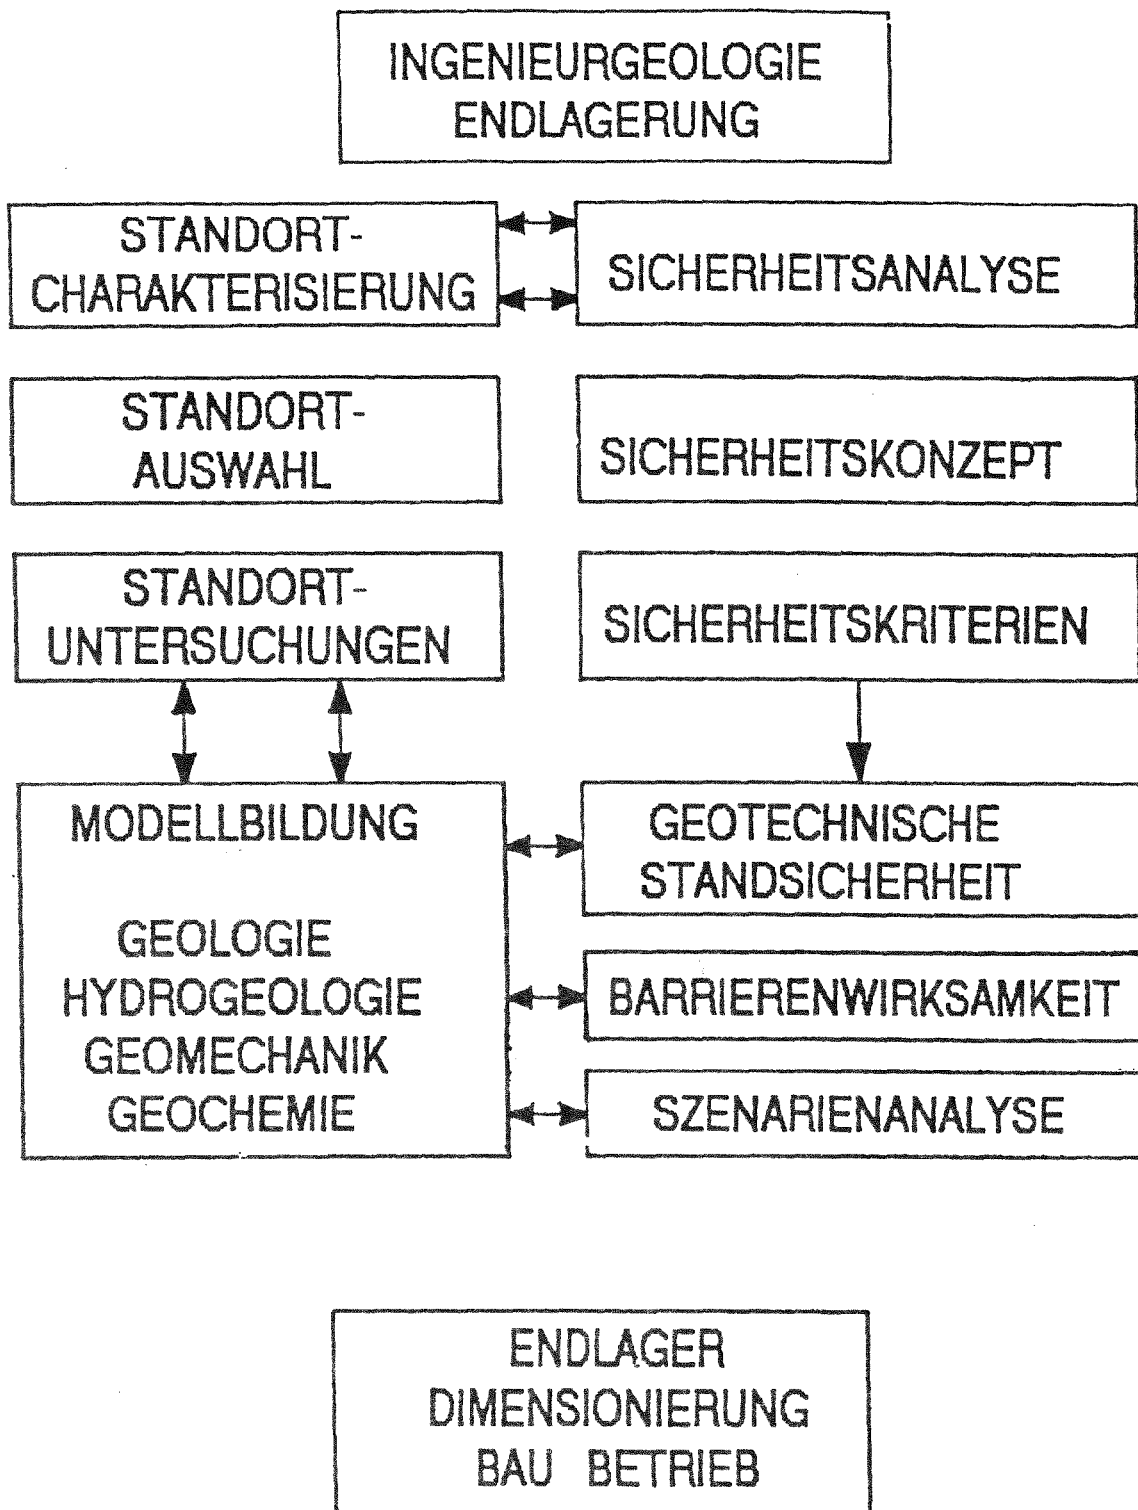 INGENIEURGEOLOGIE
ENDLAGERUNG
STANDORT-
CHARAKTERISIERUNG
SICHERHEITSANALYSE
STANDORT-
AUSWAHL
SICHERHEITSKONZEPT
STANDORT-
UNTERSUCHUNGEN
SICHERHEITSKRITERIEN
MODELLBILDUNG
GEOLOGIE
HYDROGEOLOGIE
GEOMECHANIK
GEOCHEMIE
GEOTECHNISCHE
STANDSICHERHEIT
BARRIERENWIRKSAMKEIT
SZENARIENANALYSE
ENDLAGER
DIMENSIONIERUNG
BAU BETRIEB